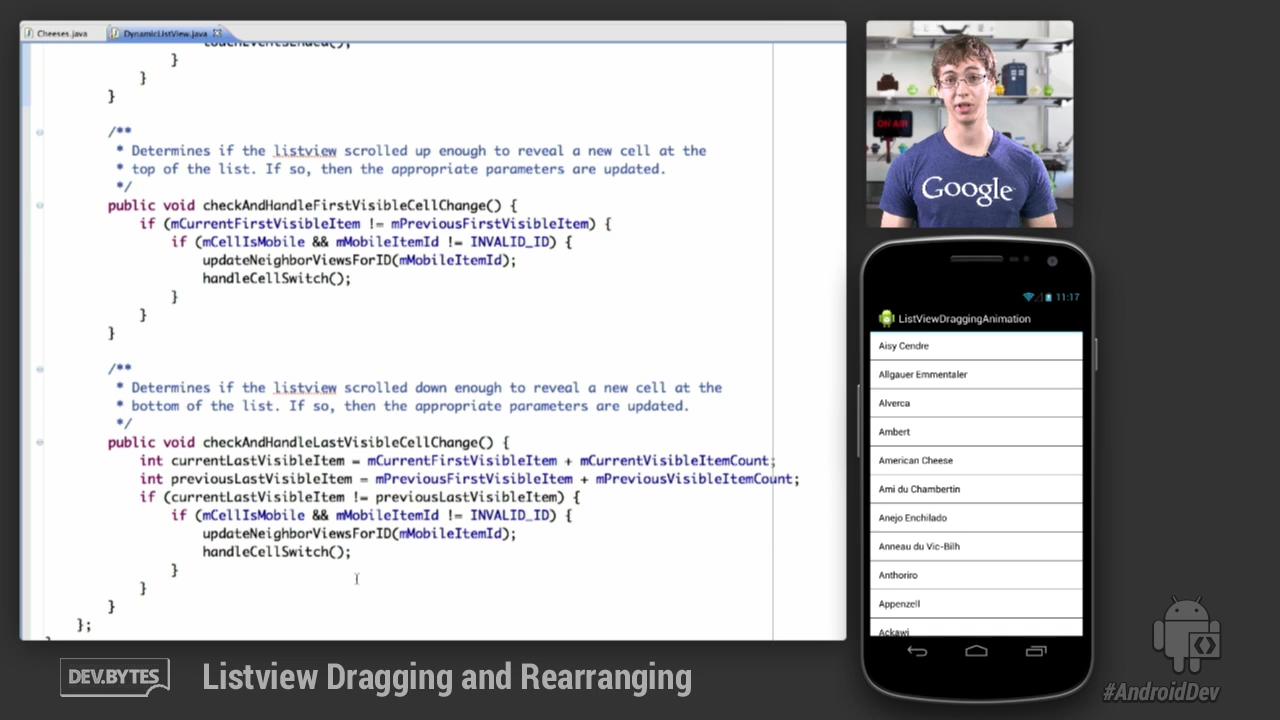 Cheeses.java
DynamicListView.java
touchEventsEnded();
}
}
}
/**
* Determines if the listview scrolled up enough to reveal a new cell at the
* top of the list. If so, then the appropriate parameters are updated.
*/
public void checkAndHandleFirstVisibleCellChange() {
if (mCurrentFirstVisibleItem != mPreviousFirstVisibleItem) {
if (mCellIsMobile && mMobileItemId != INVALID_ID) {
updateNeighborViewsForID(mMobileItemId);
handleCellSwitch();
}
}
}
/**
* Determines if the listview scrolled down enough to reveal a new cell at the
* bottom of the list. If so, then the appropriate parameters are updated.
*/
public void checkAndHandleLastVisibleCellChange() {
int currentLastVisibleItem = mCurrentFirstVisibleItem + mCurrentVisibleItemCount;
int previousLastVisibleItem = mPreviousFirstVisibleItem + mPreviousVisibleItemCount;
if (currentLastVisibleItem != previousLastVisibleItem) {
if (mCellIsMobile && mMobileItemId != INVALID_ID) {
updateNeighborViewsForID(mMobileItemId);
handleCellSwitch();
}
}
}
};
ON AIR
Google
11:17
ListViewDraggingAnimation
Aisy Cendre
Allgauer Emmentaler
Alverca
Ambert
American Cheese
Ami du Chambertin
Anejo Enchilado
Anneau du Vic-Bilh
Anthoriro
Appenzell
Ackawi
DEV.BYTES
Listview Dragging and Rearranging
#AndroidDev